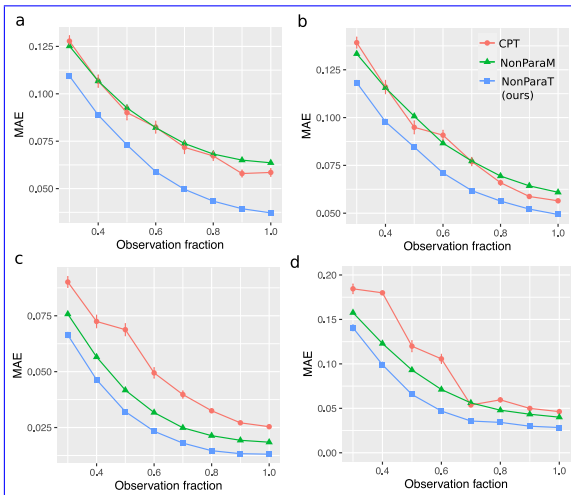 a
0.125
0.100
0.075
0.050
MAE
0.4
0.6
0.8
1.0
Observation fraction
b
CPT
NonParaM
NonParaT
(ours)
0.125
0.100
0.075
0.050
MAE
0.4
0.6
0.8
1.0
Observation fraction
c
0.075
0.050
0.025
MAE
0.4
0.6
0.8
1.0
Observation fraction
d
0.20
0.15
0.10
0.05
0.00
MAE
0.4
0.6
0.8
1.0
Observation faction